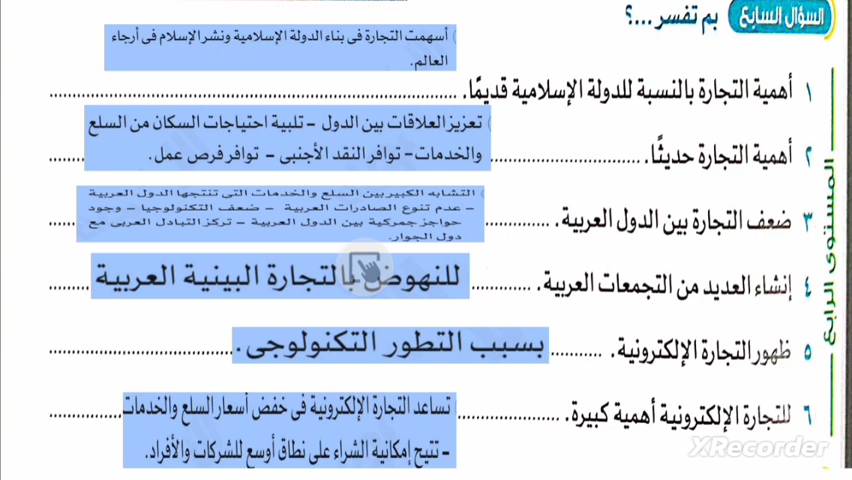 السؤال السابع بم تفسر...؟
أسهمت التجارة فى بناء الدولة الإسلامية ونشر الإسلام فى أرجاء
العالم.
١ أهمية التجارة بالنسبة للدولة الإسلامية قديمًا.
تعزيز العلاقات بين الدول - تلبية احتياجات السكان من السلع
والخدمات - توافر النقد الأجنبى - توافر فرص عمل.
٢ أهمية التجارة حديثًا.
التشابه الكبير بين السلع والخدمات التى تنتجها الدول العربية
- عدم تنوع الصادرات العربية - ضعف التكنولوجيا - وجود
حواجز جمركية بين الدول العربية - تركز التبادل العربى مع
دول الجوار.
٣ ضعف التجارة بين الدول العربية.
٤ إنشاء العديد من التجمعات العربية. للنهوض بالتجارة البينية العربية
٥ ظهور التجارة الإلكترونية. بسبب التطور التكنولوجى.
٦ للتجارة الإلكترونية أهمية كبيرة. تساعد التجارة الإلكترونية فى خفض أسعار السلع والخدمات
- تتيح إمكانية الشراء على نطاق أوسع للشركات والأفراد.
المستوى الرابع
XRecorder